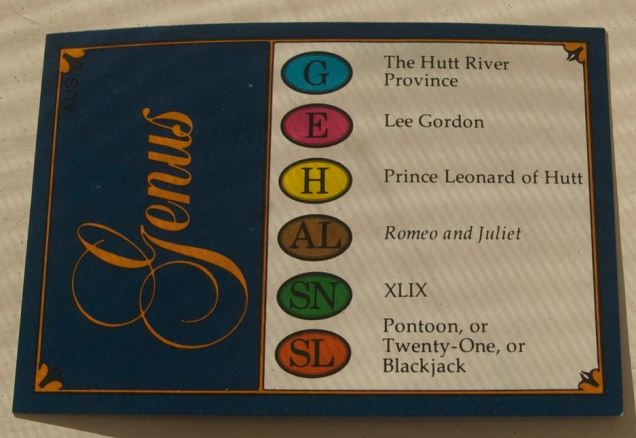 AUS.
Genus
G
The Hutt River
Province
E
Lee Gordon
H
Prince Leonard of Hutt
AL
Romeo and Juliet
SN
XLIX
SL
Pontoon, or
Twenty-One, or
Blackjack